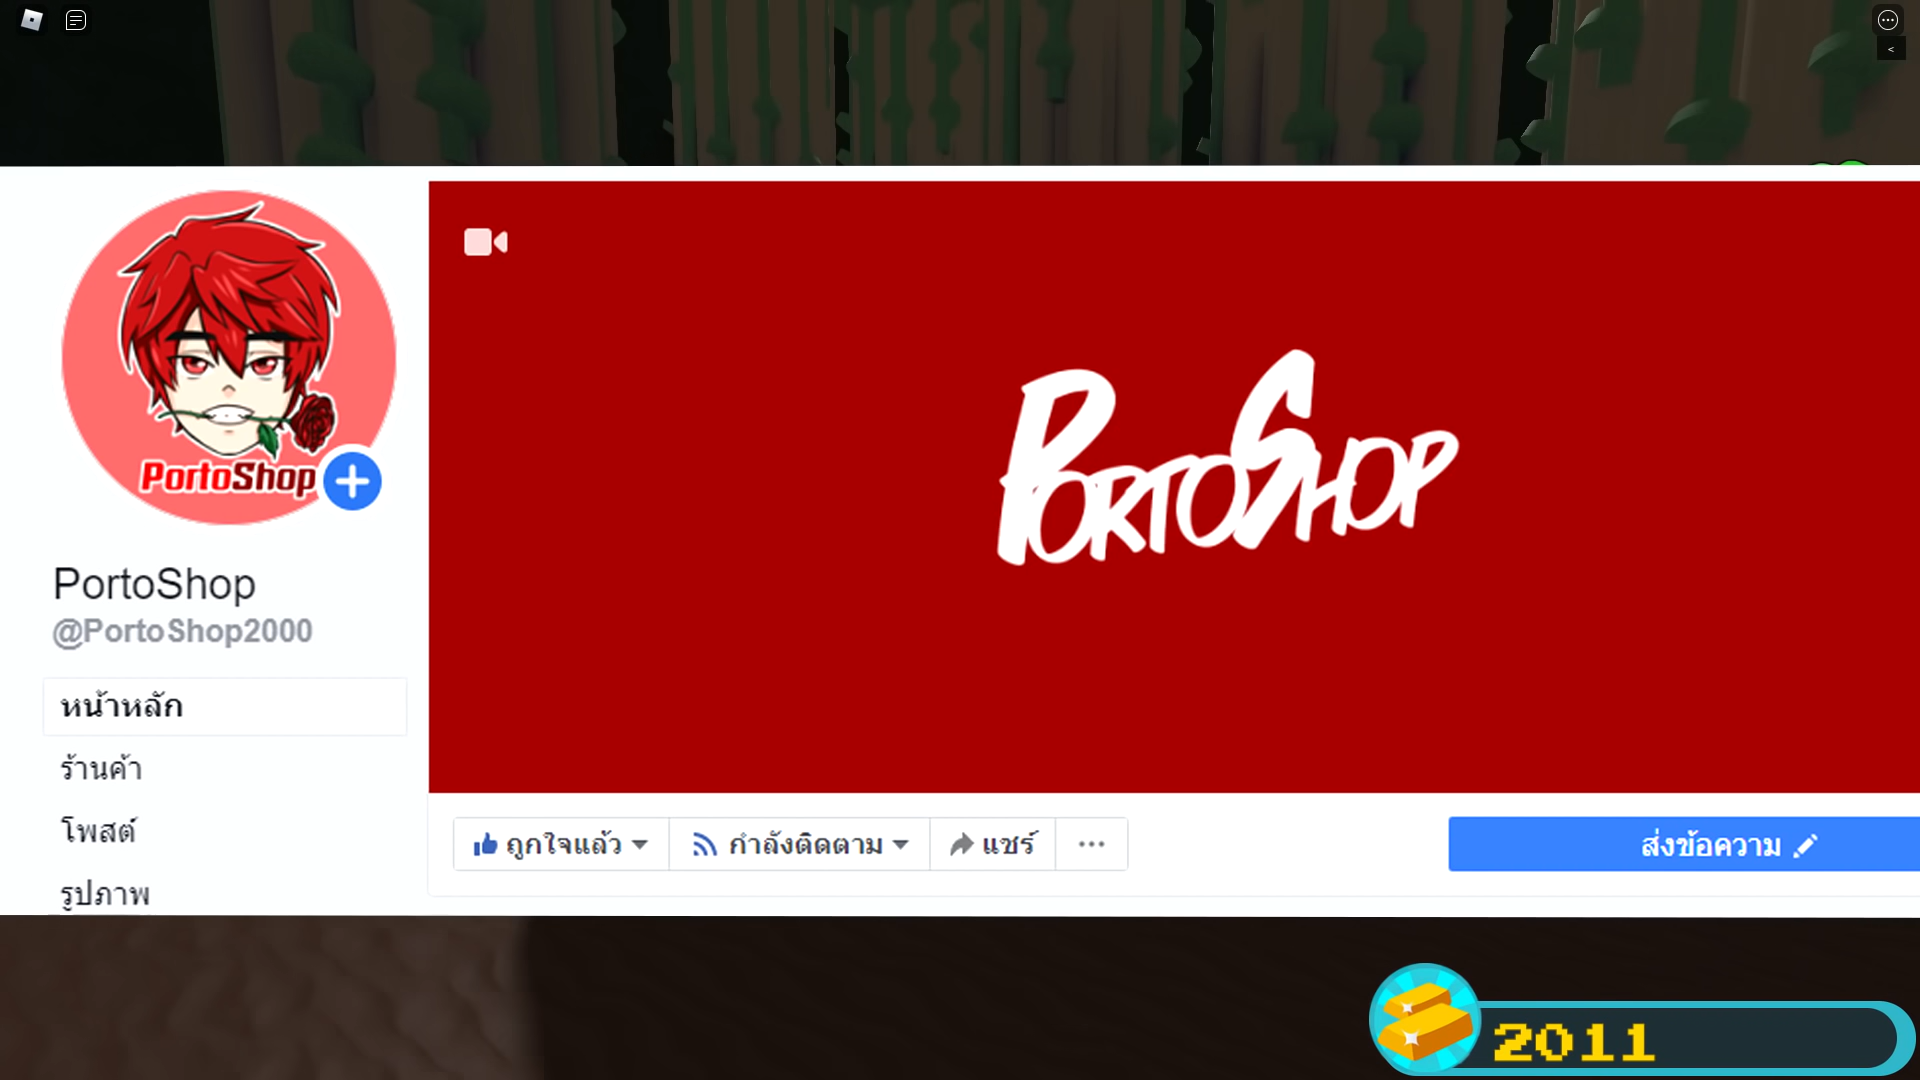 PortoShop
PortoShop
PortoShop
@PortoShop2000
หน้าหลัก
ร้านค้า
โพสต์
รูปภาพ
ถูกใจแล้ว
กำลังติดตาม
แชร์
ส่งข้อความ
2011